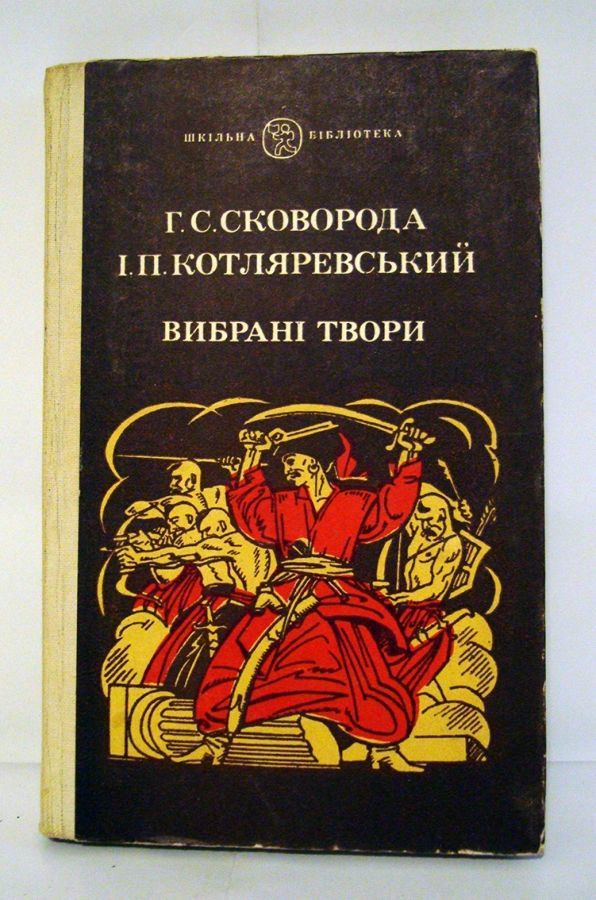 ШКІЛЬНА БІБЛІОТЕКА
Г. С. СКОВОРОДА
І. П. КОТЛЯРЕВСЬКИЙ
ВИБРАНІ ТВОРИ